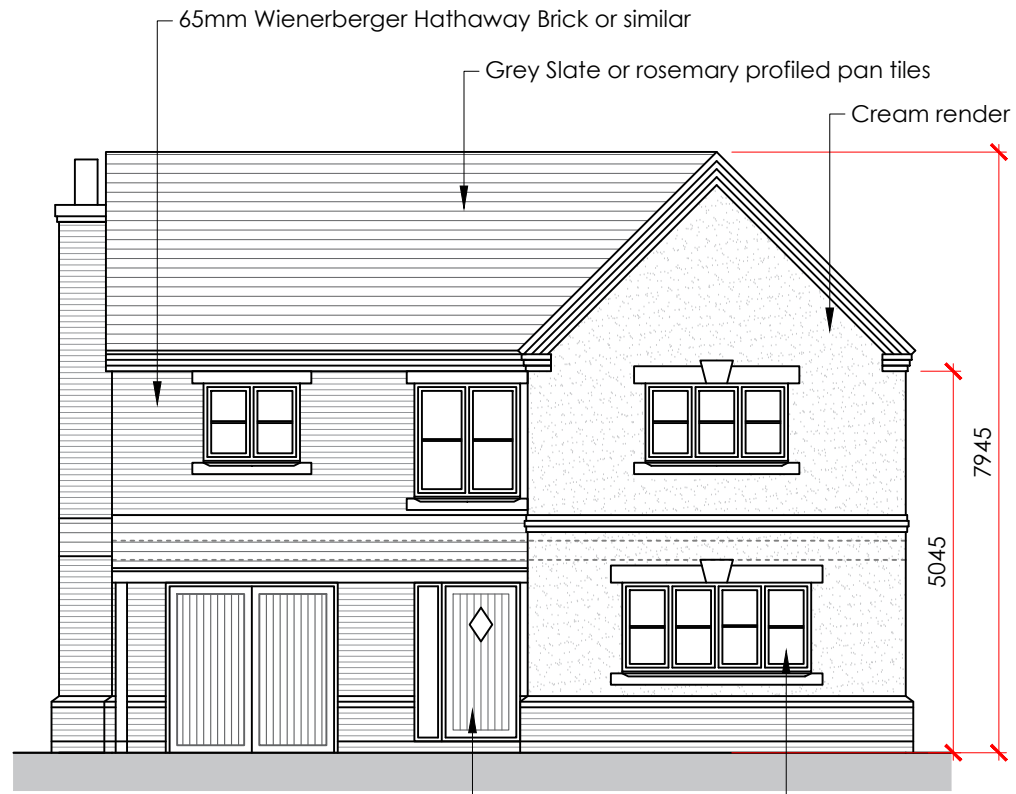 65mm Wienerberger Hathaway Brick or similar
Grey Slate or rosemary profiled pan tiles
Cream render
7945
5045